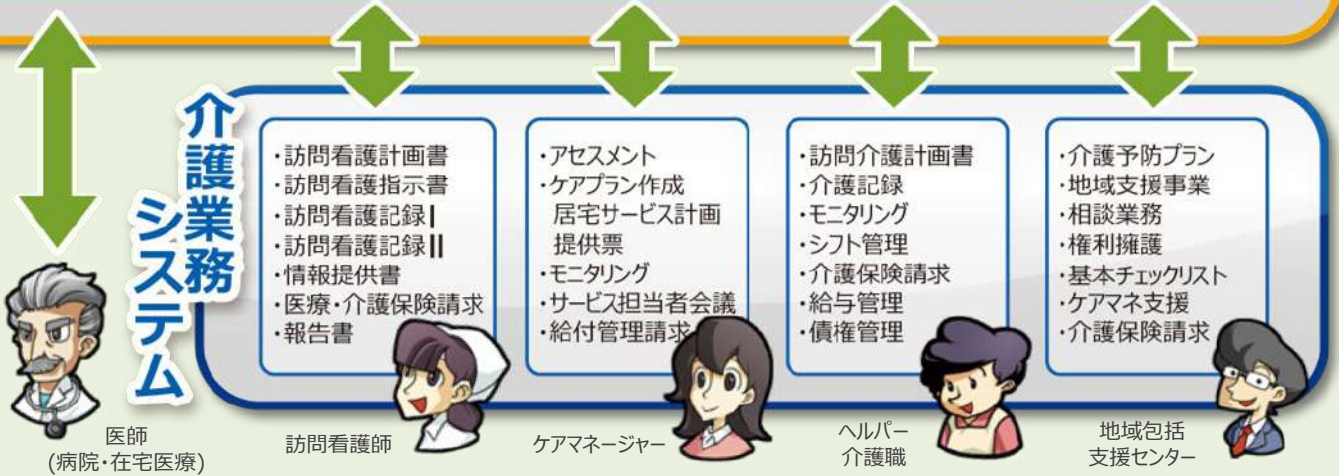 介護業務
システム
・訪問看護計画書
・訪問看護指示書
・訪問看護記録Ⅰ
・訪問看護記録Ⅱ
・情報提供書
・医療・介護保険請求
・報告書
・アセスメント
・ケアプラン作成
居宅サービス計画
提供票
・モニタリング
・サービス担当者会議
・給付管理請求
・訪問介護計画書
・介護記録
・モニタリング
・シフト管理
・介護保険請求
・給与管理
・債権管理
・介護予防プラン
・地域支援事業
・相談業務
・権利擁護
・基本チェックリスト
・ケアマネ支援
・介護保険請求
医師
(病院・在宅医療)
訪問看護師
ケアマネージャー
ヘルパー
介護職
地域包括
支援センター